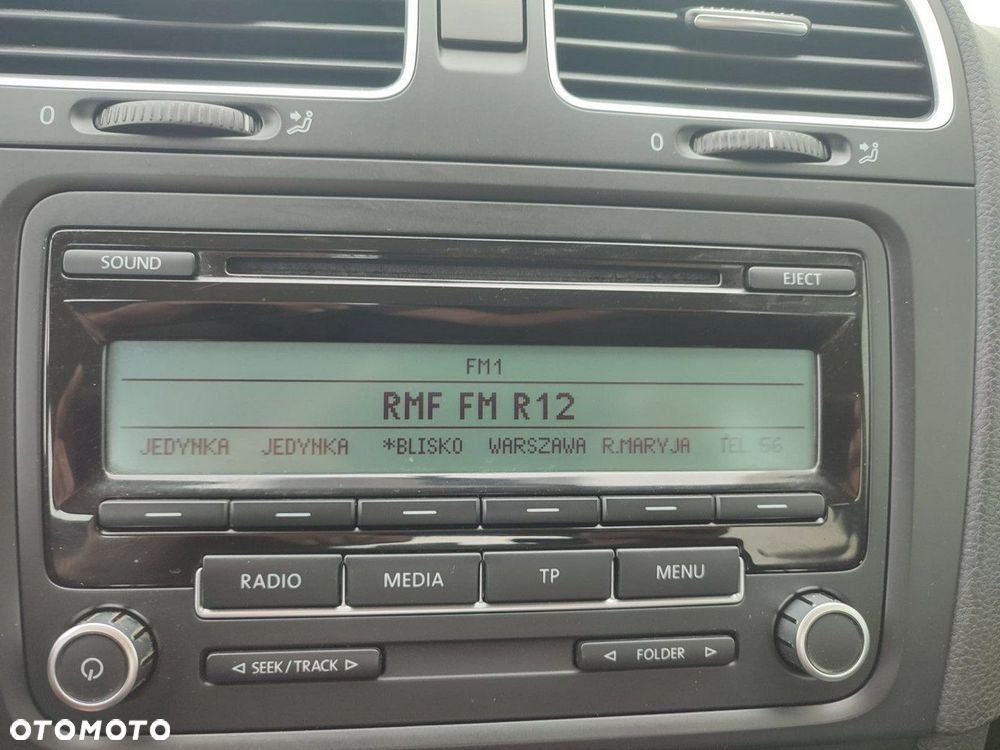 0
0
SOUND
EJECT
FM1
RMF FM R12
JEDYNKA JEDYNKA *BLISKO WARSZAWA R.MARYJA TEL 56
RADIO MEDIA TP MENU
SEEK/TRACK
FOLDER
OTOMOTO